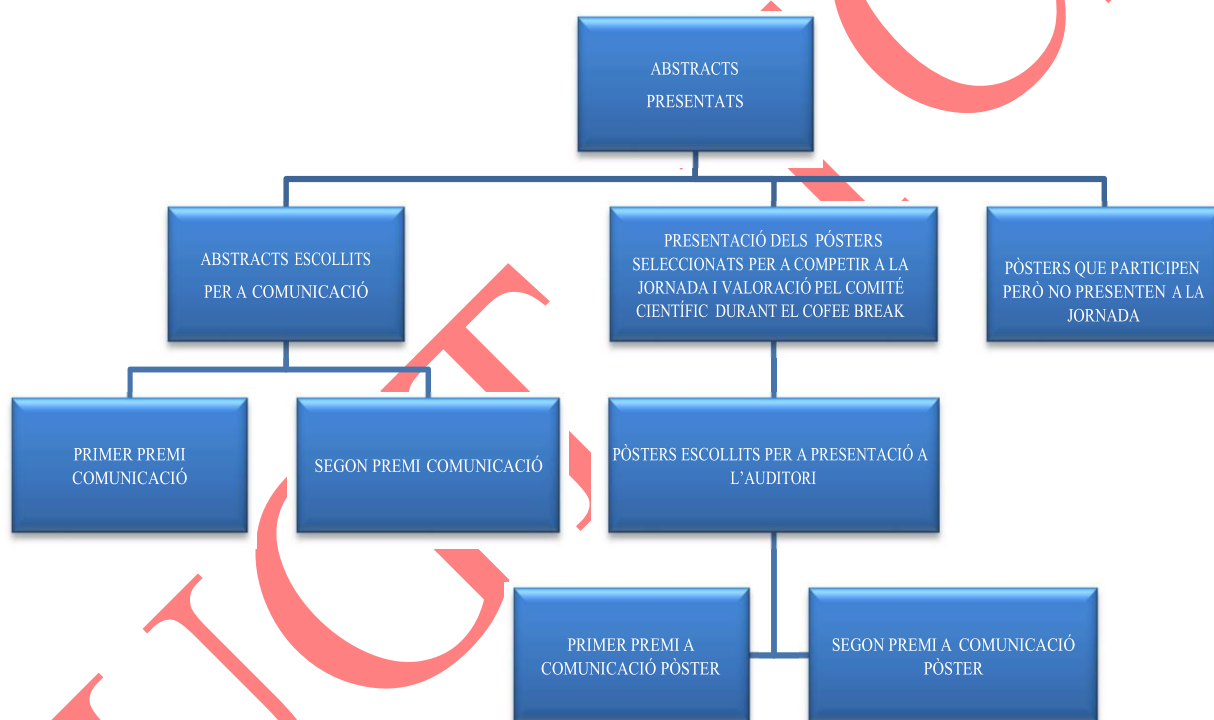 ABSTRACTS
PRESENTATS
ABSTRACTS ESCOLLITS
PER A COMUNICACIÓ
PRESENTACIÓ DELS PÓSTERS
SELECCIONATS PER A COMPETIR A LA
JORNADA I VALORACIÓ PEL COMITÉ
CIENTÍFIC DURANT EL COFEE BREAK
PÒSTERS QUE PARTICIPEN
PERÒ NO PRESENTEN A LA
JORNADA
PRIMER PREMI
COMUNICACIÓ
SEGON PREMI COMUNICACIÓ
PÒSTERS ESCOLLITS PER A PRESENTACIÓ A
L’AUDITORI
PRIMER PREMI A
COMUNICACIÓ PÒSTER
SEGON PREMI A COMUNICACIÓ
PÒSTER